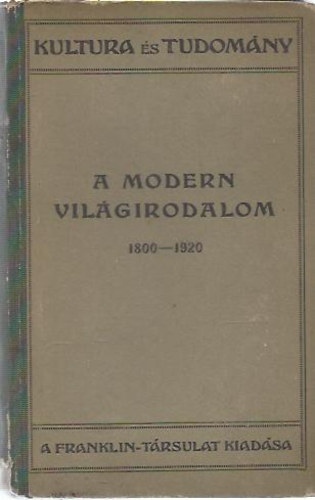 KULTURA ÉS TUDOMÁNY
A MODERN
VILÁGIRODALOM
1800—1920
A FRANKLIN-TÁRSULAT KIADÁSA